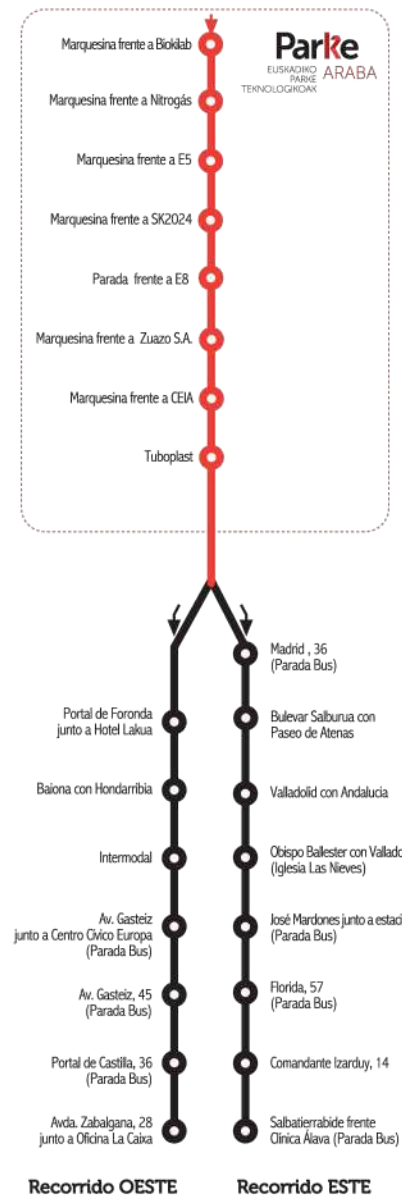 Marquesina frente a Biokilab
Parke
ARABA
EUSKADIKO
PARKE
TEKNOLOGIKOAK
Marquesina frente a Nitrogás
Marquesina frente a E5
Marquesina frente a SK2024
Parada frente a E8
Marquesina frente a Zuazo S.A.
Marquesina frente a CEIA
Tuboplast
Portal de Foronda
junto a Hotel Lakua
Baiona con Hondarribia
Intermodal
Av. Gasteiz
junto a Centro Cívico Europa
(Parada Bus)
Av. Gasteiz, 45
(Parada Bus)
Portal de Castilla, 36
(Parada Bus)
Avda. Zabalgana, 28
junto a Oficina La Caixa
Recorrido OESTE
Madrid , 36
(Parada Bus)
Bulevar Salburua con
Paseo de Atenas
Valladolid con Andalucia
Obispo Ballester con Vallado
(Iglesia Las Nieves)
José Mardones junto a estaci
(Parada Bus)
Florida, 57
(Parada Bus)
Comandante Izarduy, 14
Salbatierrabide frente
Clínica Álava (Parada Bus)
Recorrido ESTE